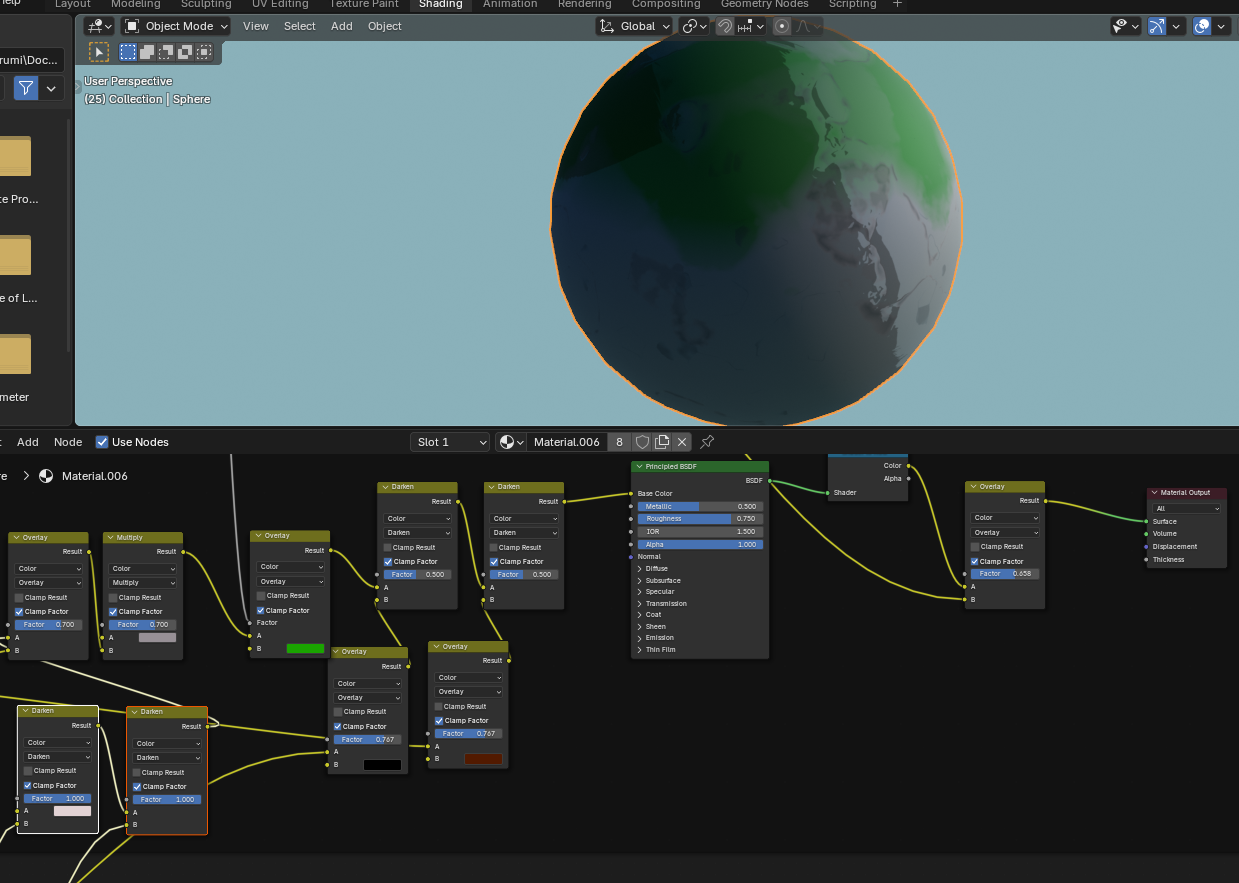 Help
Layout Modeling Sculpting UV Editing Texture Paint Shading Animation Rendering Compositing Geometry Nodes Scripting +
Object Mode View Select Add Object Global
rumi\Doc...
User Perspective
(25) Collection | Sphere
te Pro...
e of L...
meter
Add Node Use Nodes Slot 1 Material.006 8
re > Material.006
Overlay
Result
Color
Overlay
Clamp Result
Clamp Factor
Factor 0.700
A
B
Multiply
Result
Color
Multiply
Clamp Result
Clamp Factor
Factor 0.700
A
B
Overlay
Result
Color
Overlay
Clamp Result
Clamp Factor
Factor
A
B
Darken
Result
Color
Darken
Clamp Result
Clamp Factor
Factor 0.500
A
B
Darken
Result
Color
Darken
Clamp Result
Clamp Factor
Factor 0.500
A
B
Principled BSDF
BSDF
Base Color
Metallic 0.500
Roughness 0.750
IOR 1.500
Alpha 1.000
Normal
Diffuse
Subsurface
Specular
Transmission
Coat
Sheen
Emission
Thin Film
Color
Alpha
Shader
Overlay
Result
Color
Overlay
Clamp Result
Clamp Factor
Factor 0.658
A
B
Material Output
All
Surface
Volume
Displacement
Thickness
Darken
Result
Color
Darken
Clamp Result
Clamp Factor
Factor 1.000
A
B
Darken
Result
Color
Darken
Clamp Result
Clamp Factor
Factor 1.000
A
B
Overlay
Result
Color
Overlay
Clamp Result
Clamp Factor
Factor 0.767
A
B
Overlay
Result
Color
Overlay
Clamp Result
Clamp Factor
Factor 0.767
A
B